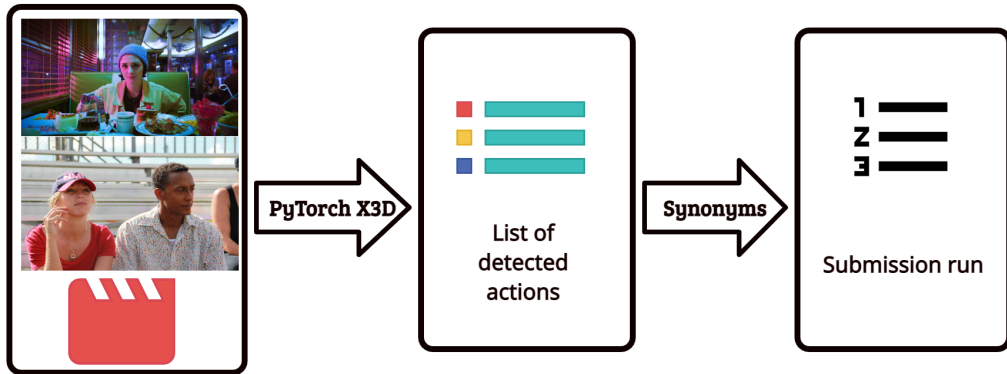 PyTorch X3D
List of
detected
actions
Synonyms
1
2
3
Submission run